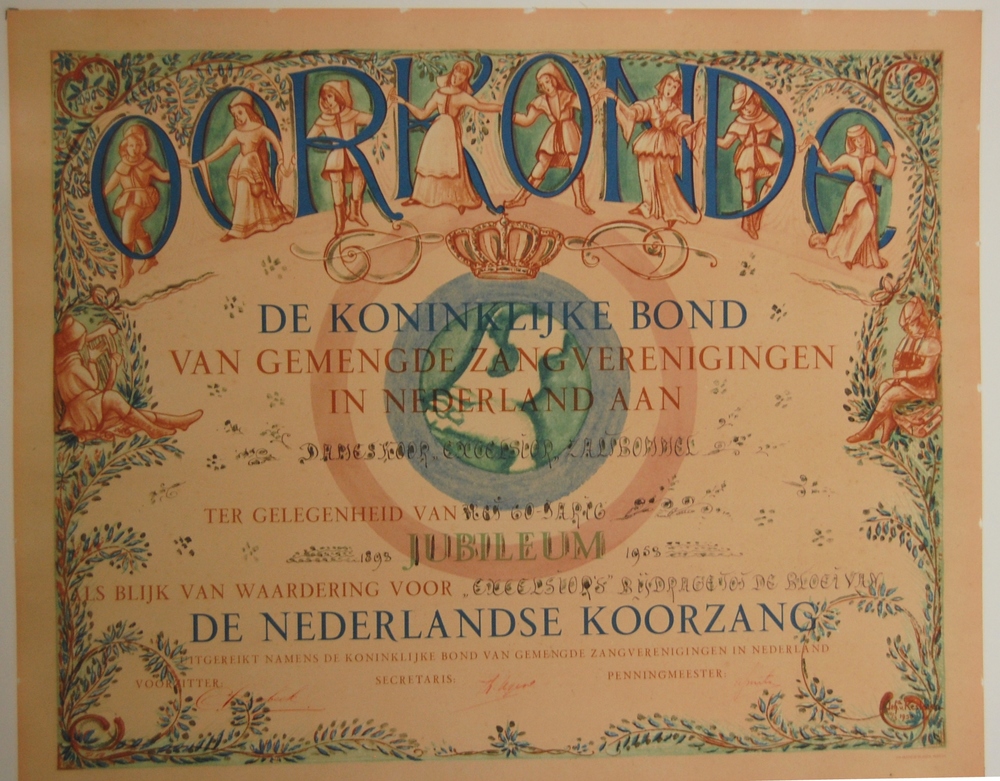 OORKONDE
DE KONINKLIJKE BOND
VAN GEMENGDE ZANGVERENIGINGEN
IN NEDERLAND AAN
DAMESKOOR "EXCELSIOR" ZALTBOMMEL
TER GELEGENHEID VAN HET 60 JARIG
1893 JUBILEUM 1953
ALS BLIJK VAN WAARDERING VOOR „EXCELSIOR'S" BIJDRAGE TOT DE BLOEI VAN
DE NEDERLANDSE KOORZANG
UITGEREIKT NAMENS DE KONINKLIJKE BOND VAN GEMENGDE ZANGVERENIGINGEN IN NEDERLAND
VOORZITTER: SECRETARIS: PENNINGMEESTER: